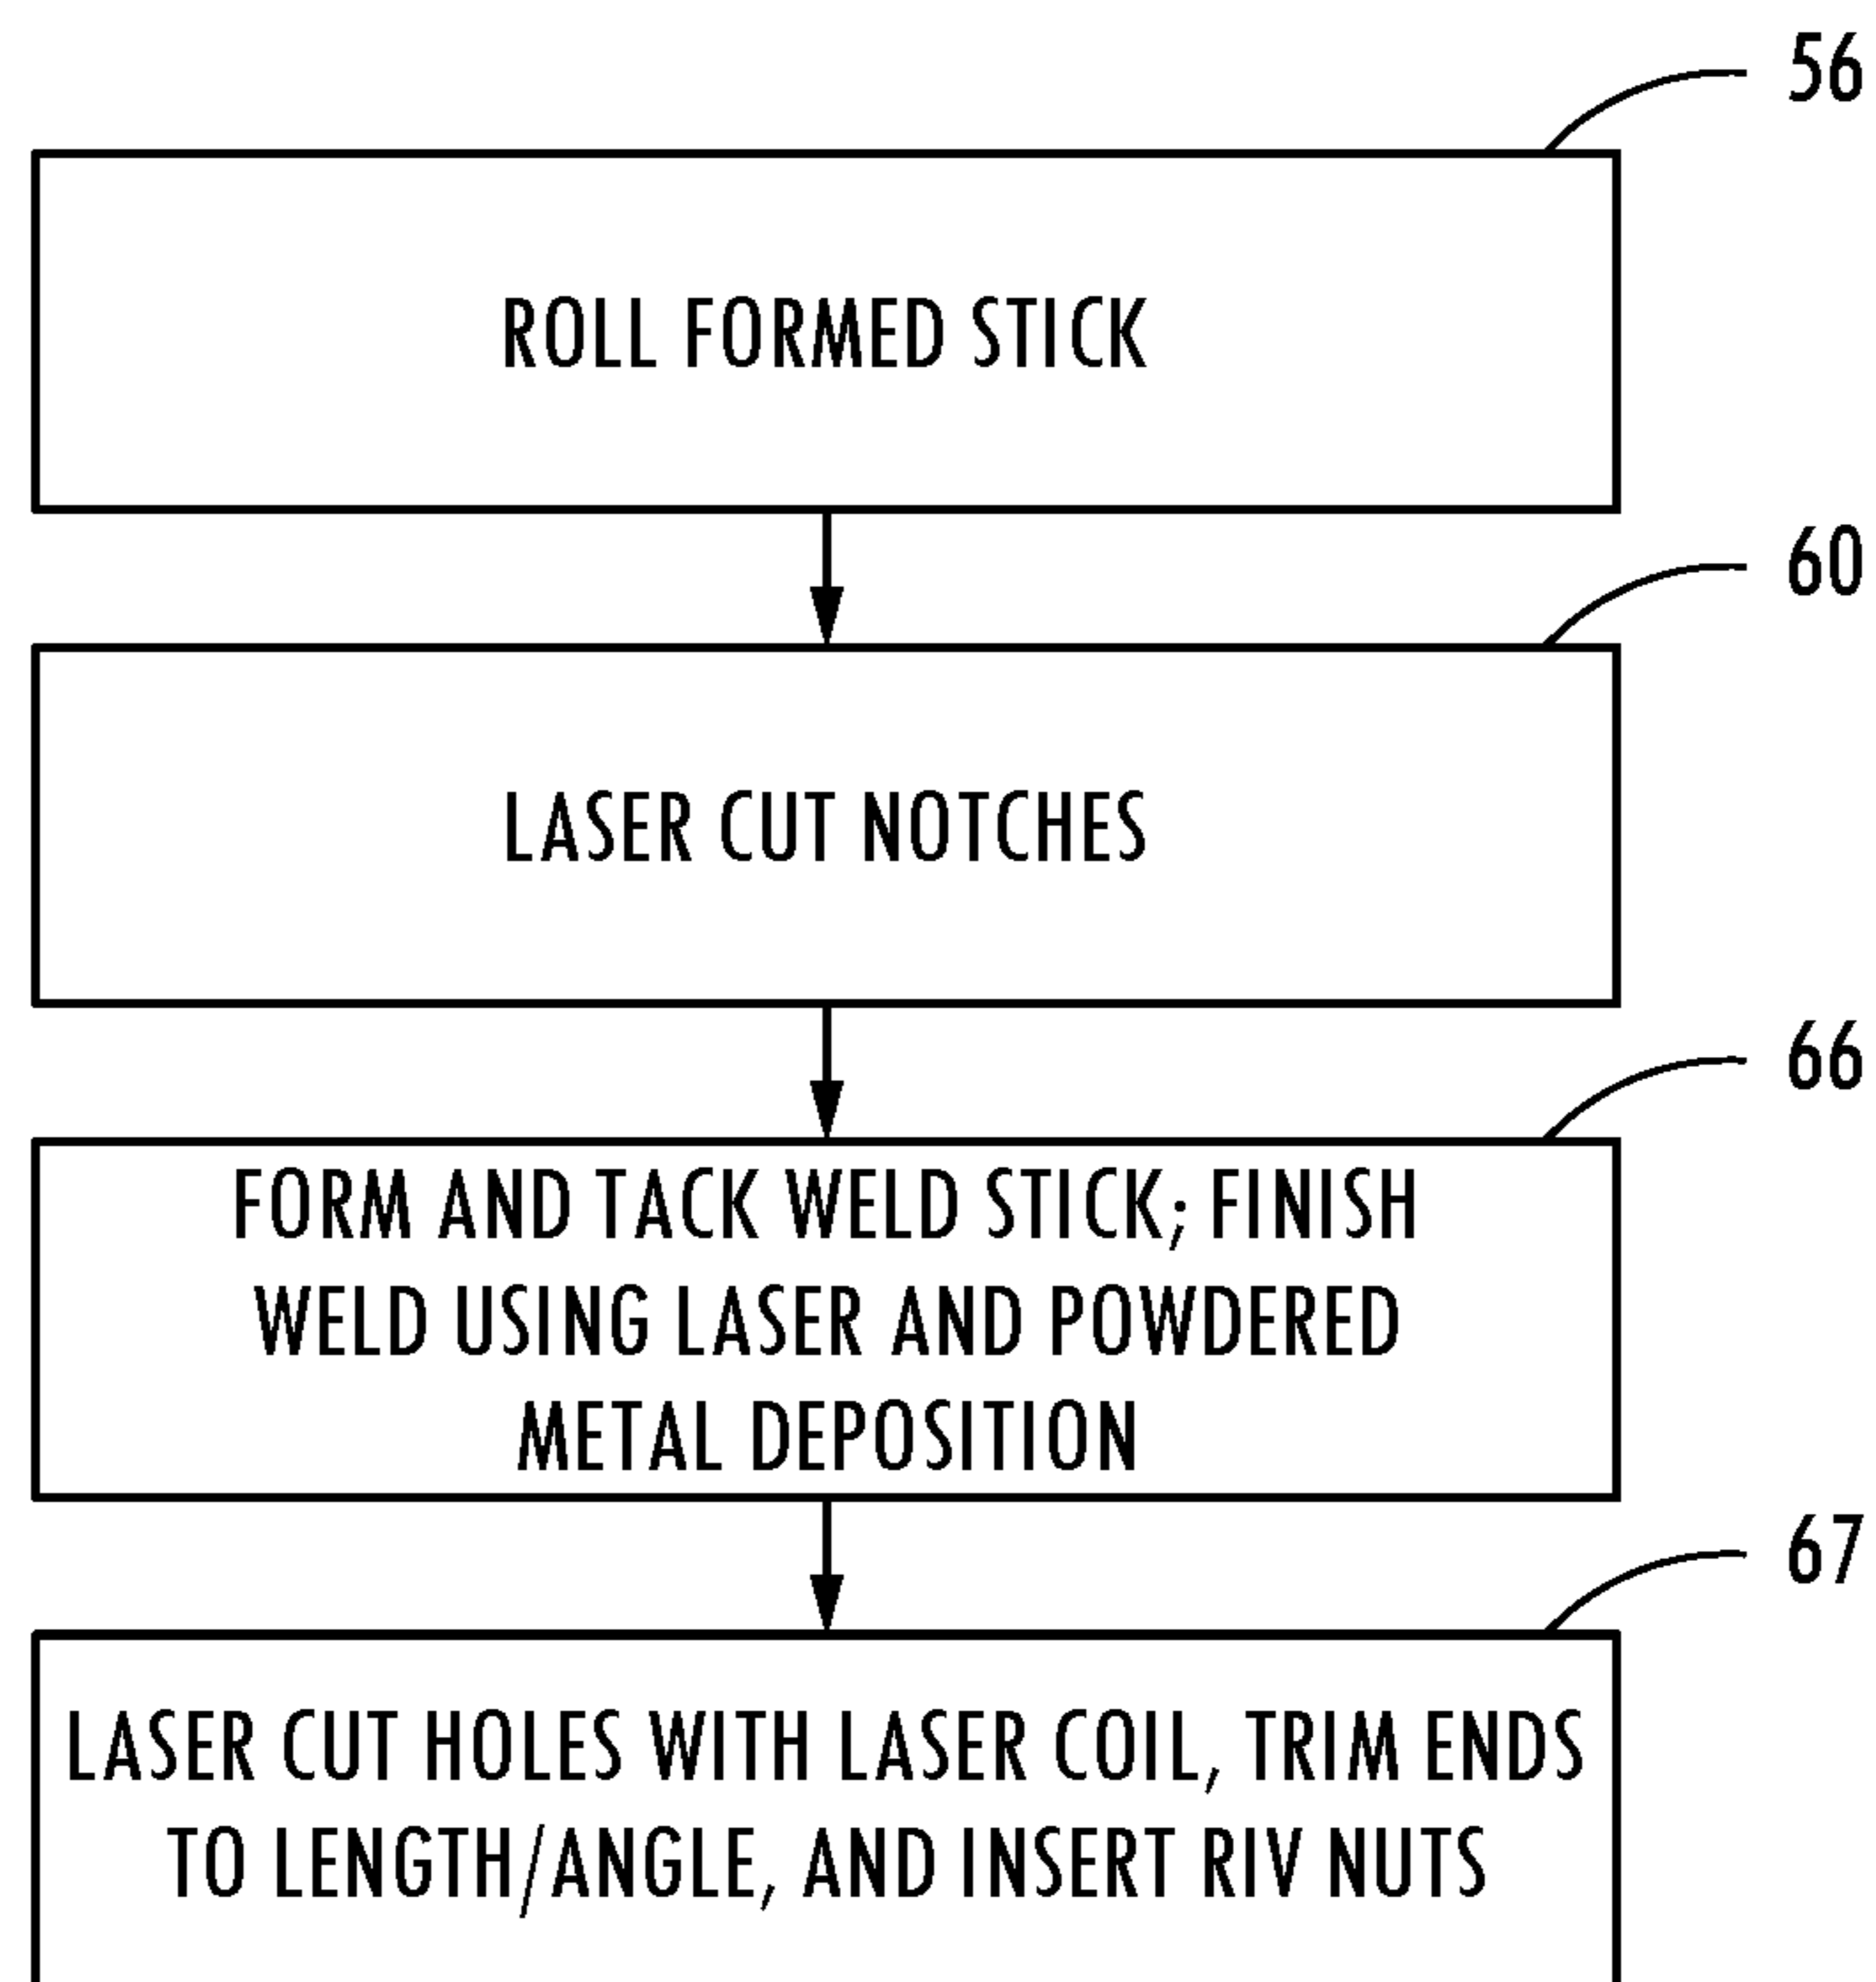 56
ROLL FORMED STICK
60
LASER CUT NOTCHES
66
FORM AND TACK WELD STICK; FINISH
WELD USING LASER AND POWDERED
METAL DEPOSITION
67
LASER CUT HOLES WITH LASER COIL, TRIM ENDS
TO LENGTH/ANGLE, AND INSERT RIV NUTS